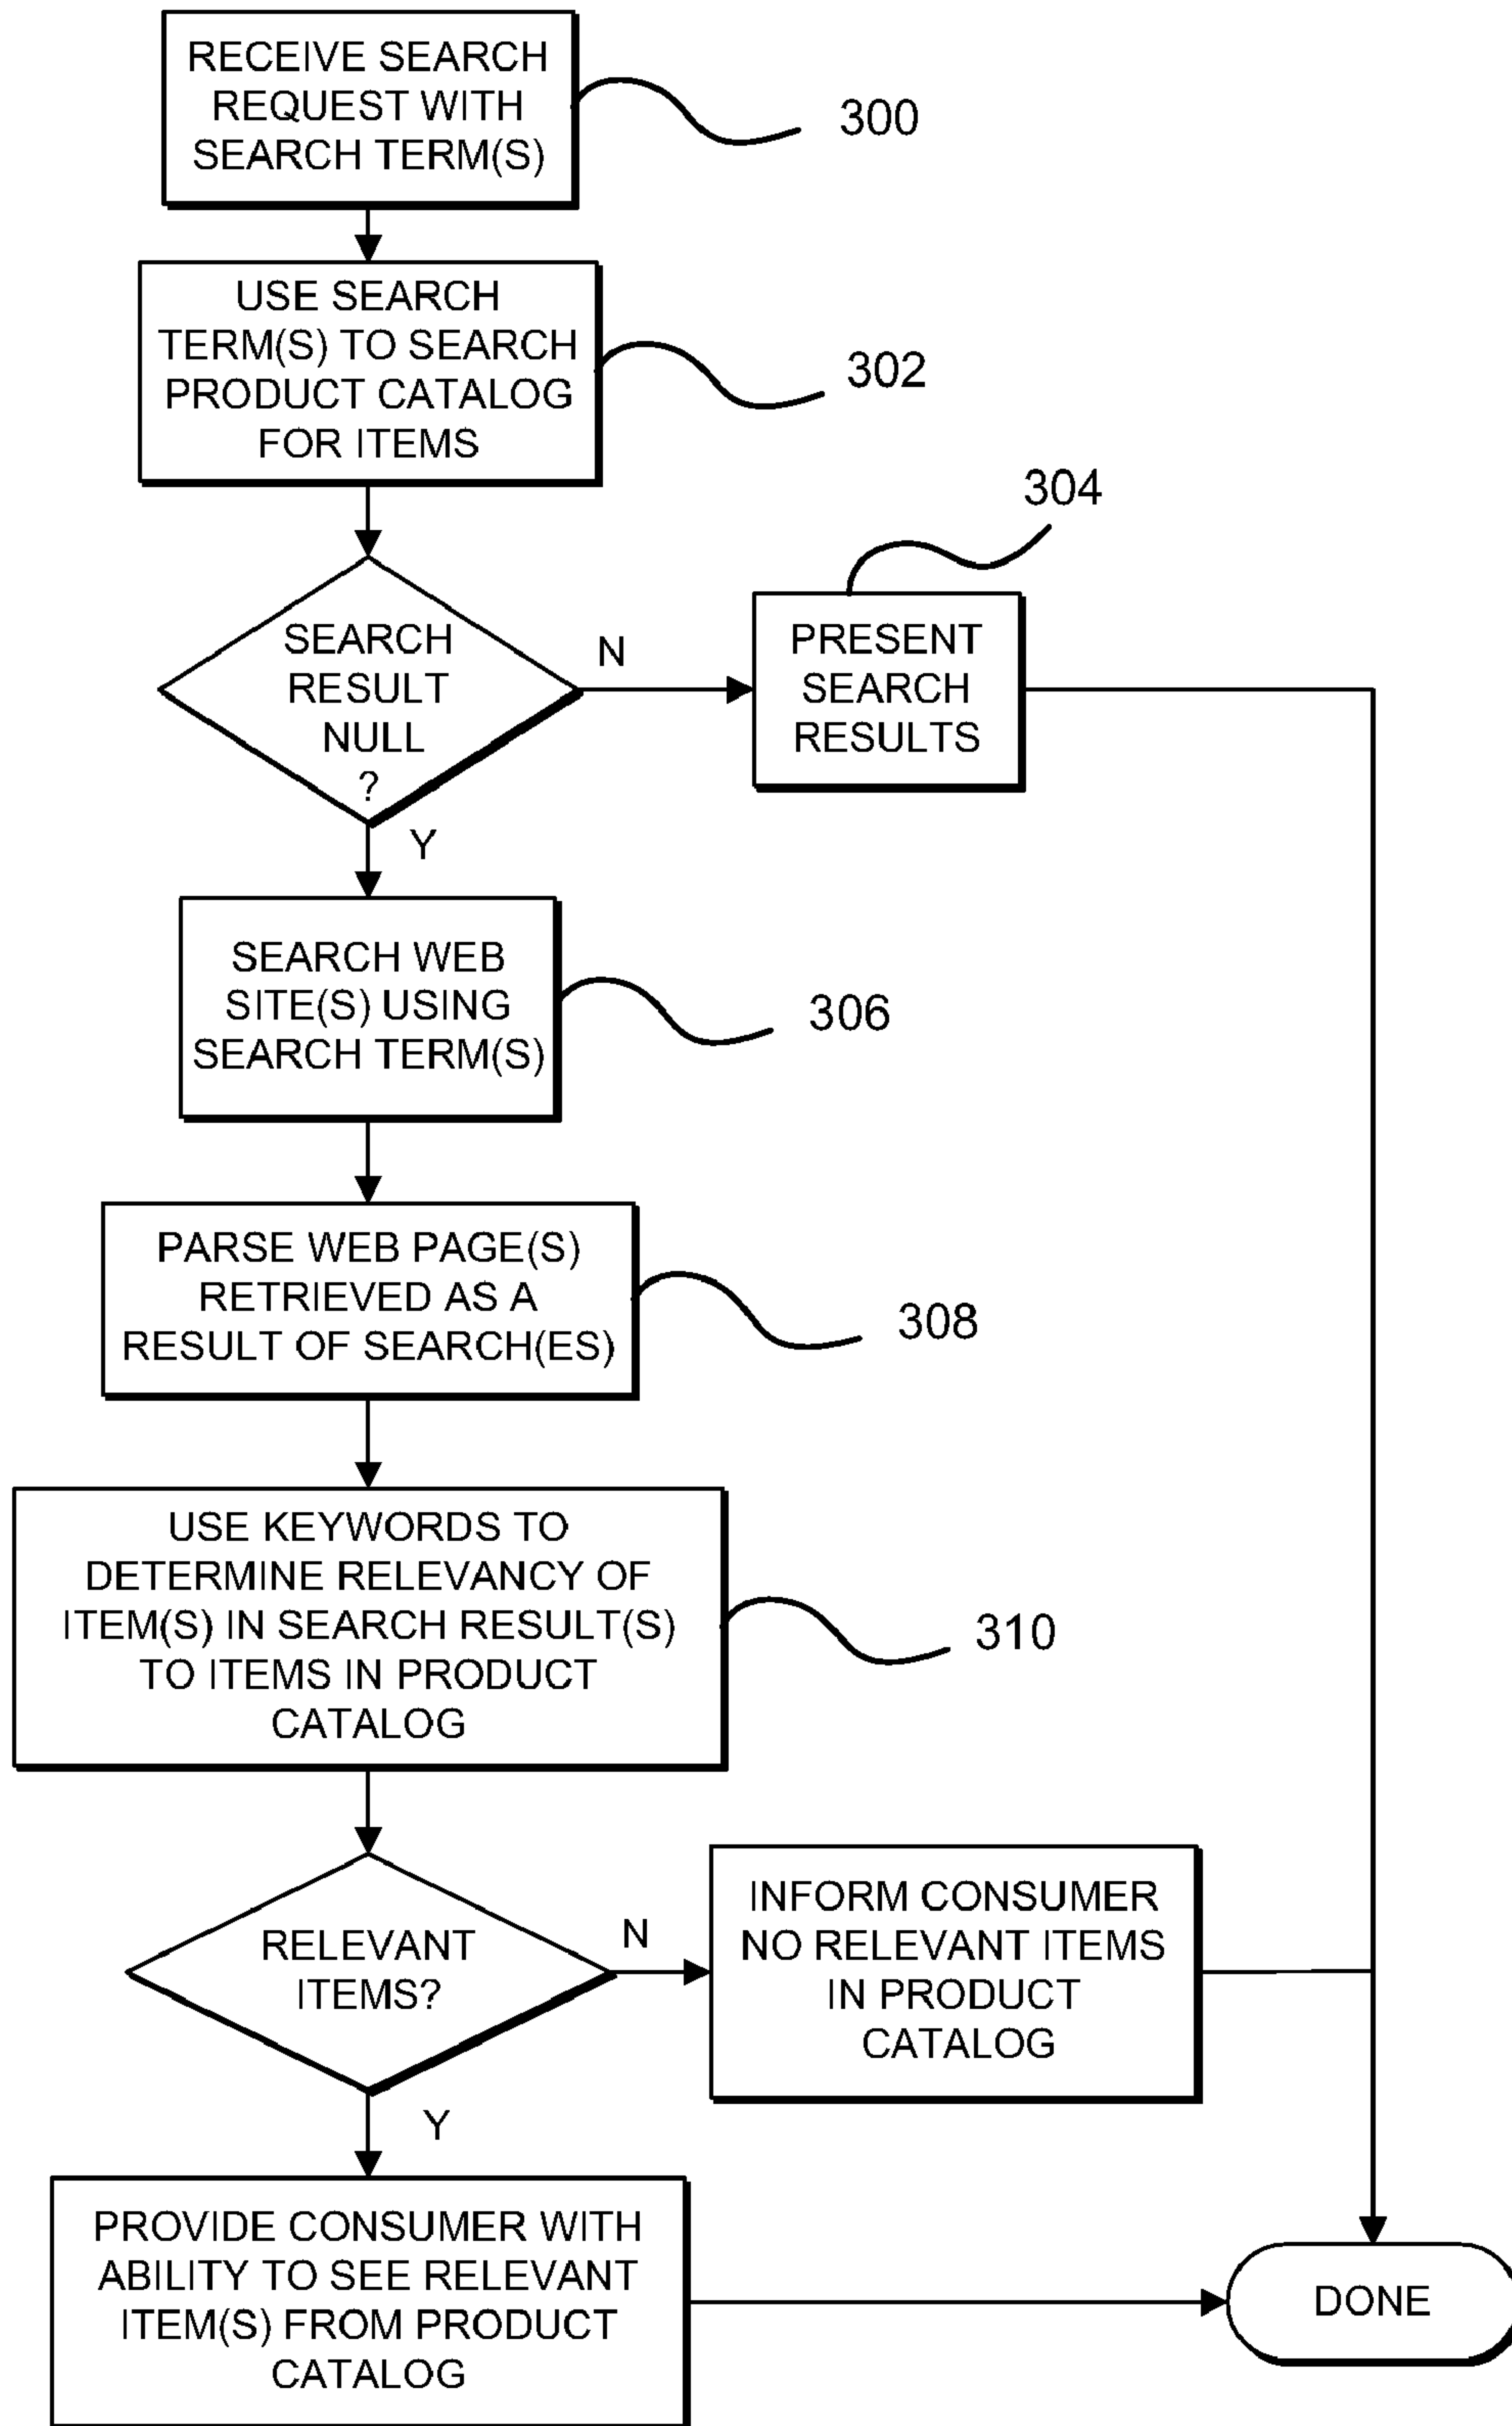 RECEIVE SEARCH
REQUEST WITH
SEARCH TERM(S)
300
USE SEARCH
TERM(S) TO SEARCH
PRODUCT CATALOG
FOR ITEMS
302
304
SEARCH
RESULT
NULL
?
N
PRESENT
SEARCH
RESULTS
Y
SEARCH WEB
SITE(S) USING
SEARCH TERM(S)
306
PARSE WEB PAGE(S)
RETRIEVED AS A
RESULT OF SEARCH(ES)
308
USE KEYWORDS TO
DETERMINE RELEVANCY OF
ITEM(S) IN SEARCH RESULT(S)
TO ITEMS IN PRODUCT
CATALOG
310
RELEVANT
ITEMS?
N
INFORM CONSUMER
NO RELEVANT ITEMS
IN PRODUCT
CATALOG
Y
PROVIDE CONSUMER WITH
ABILITY TO SEE RELEVANT
ITEM(S) FROM PRODUCT
CATALOG
DONE